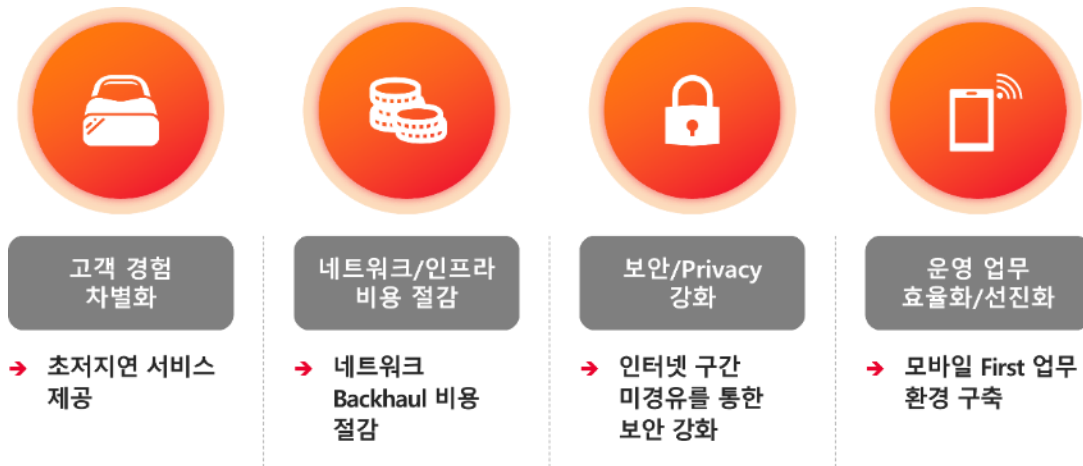 고객 경험
차별화
초저지연 서비스
제공
네트워크/인프라
비용 절감
네트워크
Backhaul 비용
절감
보안/Privacy
강화
인터넷 구간
미경유를 통한
보안 강화
운영 업무
효율화/선진화
모바일 First 업무
환경 구축